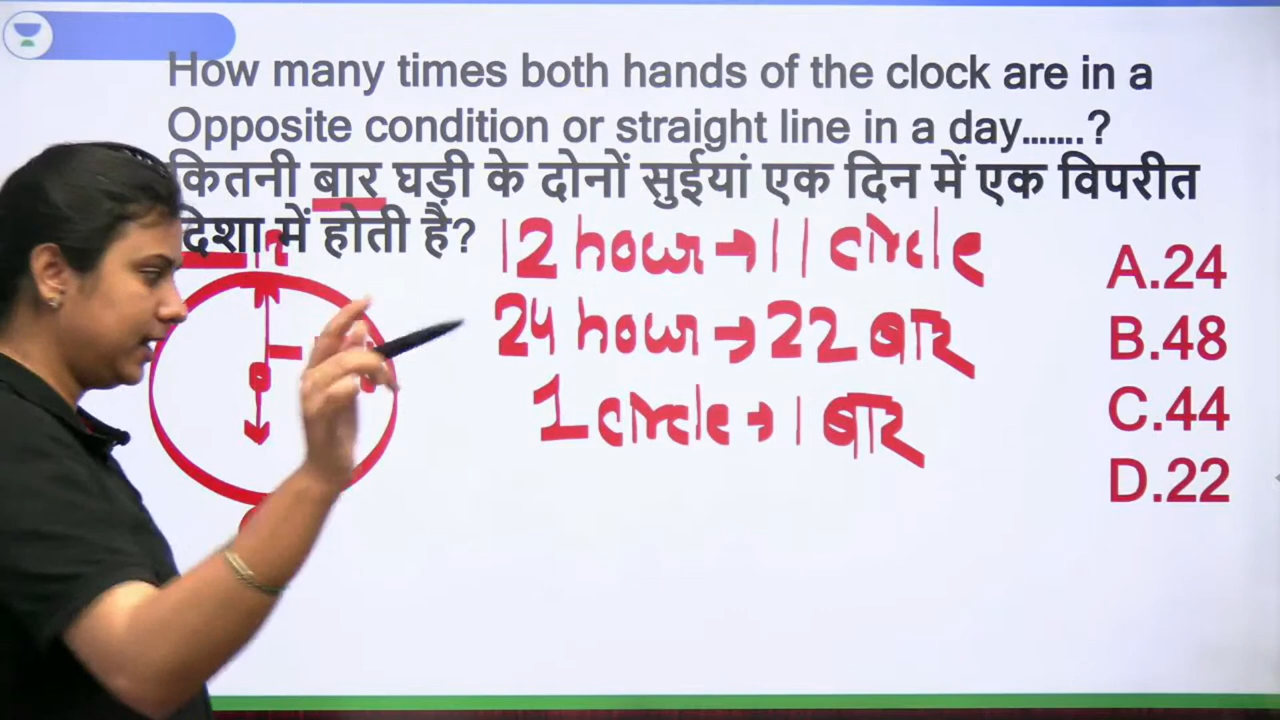 How many times both hands of the clock are in a
Opposite condition or straight line in a day.......?
कितनी बार घड़ी के दोनों सुईयां एक दिन में एक विपरीत
दिशा में होती है?
12 hour → 11 circle
24 hour → 22 बार
1 circle → 1 बार
A.24
B.48
C.44
D.22